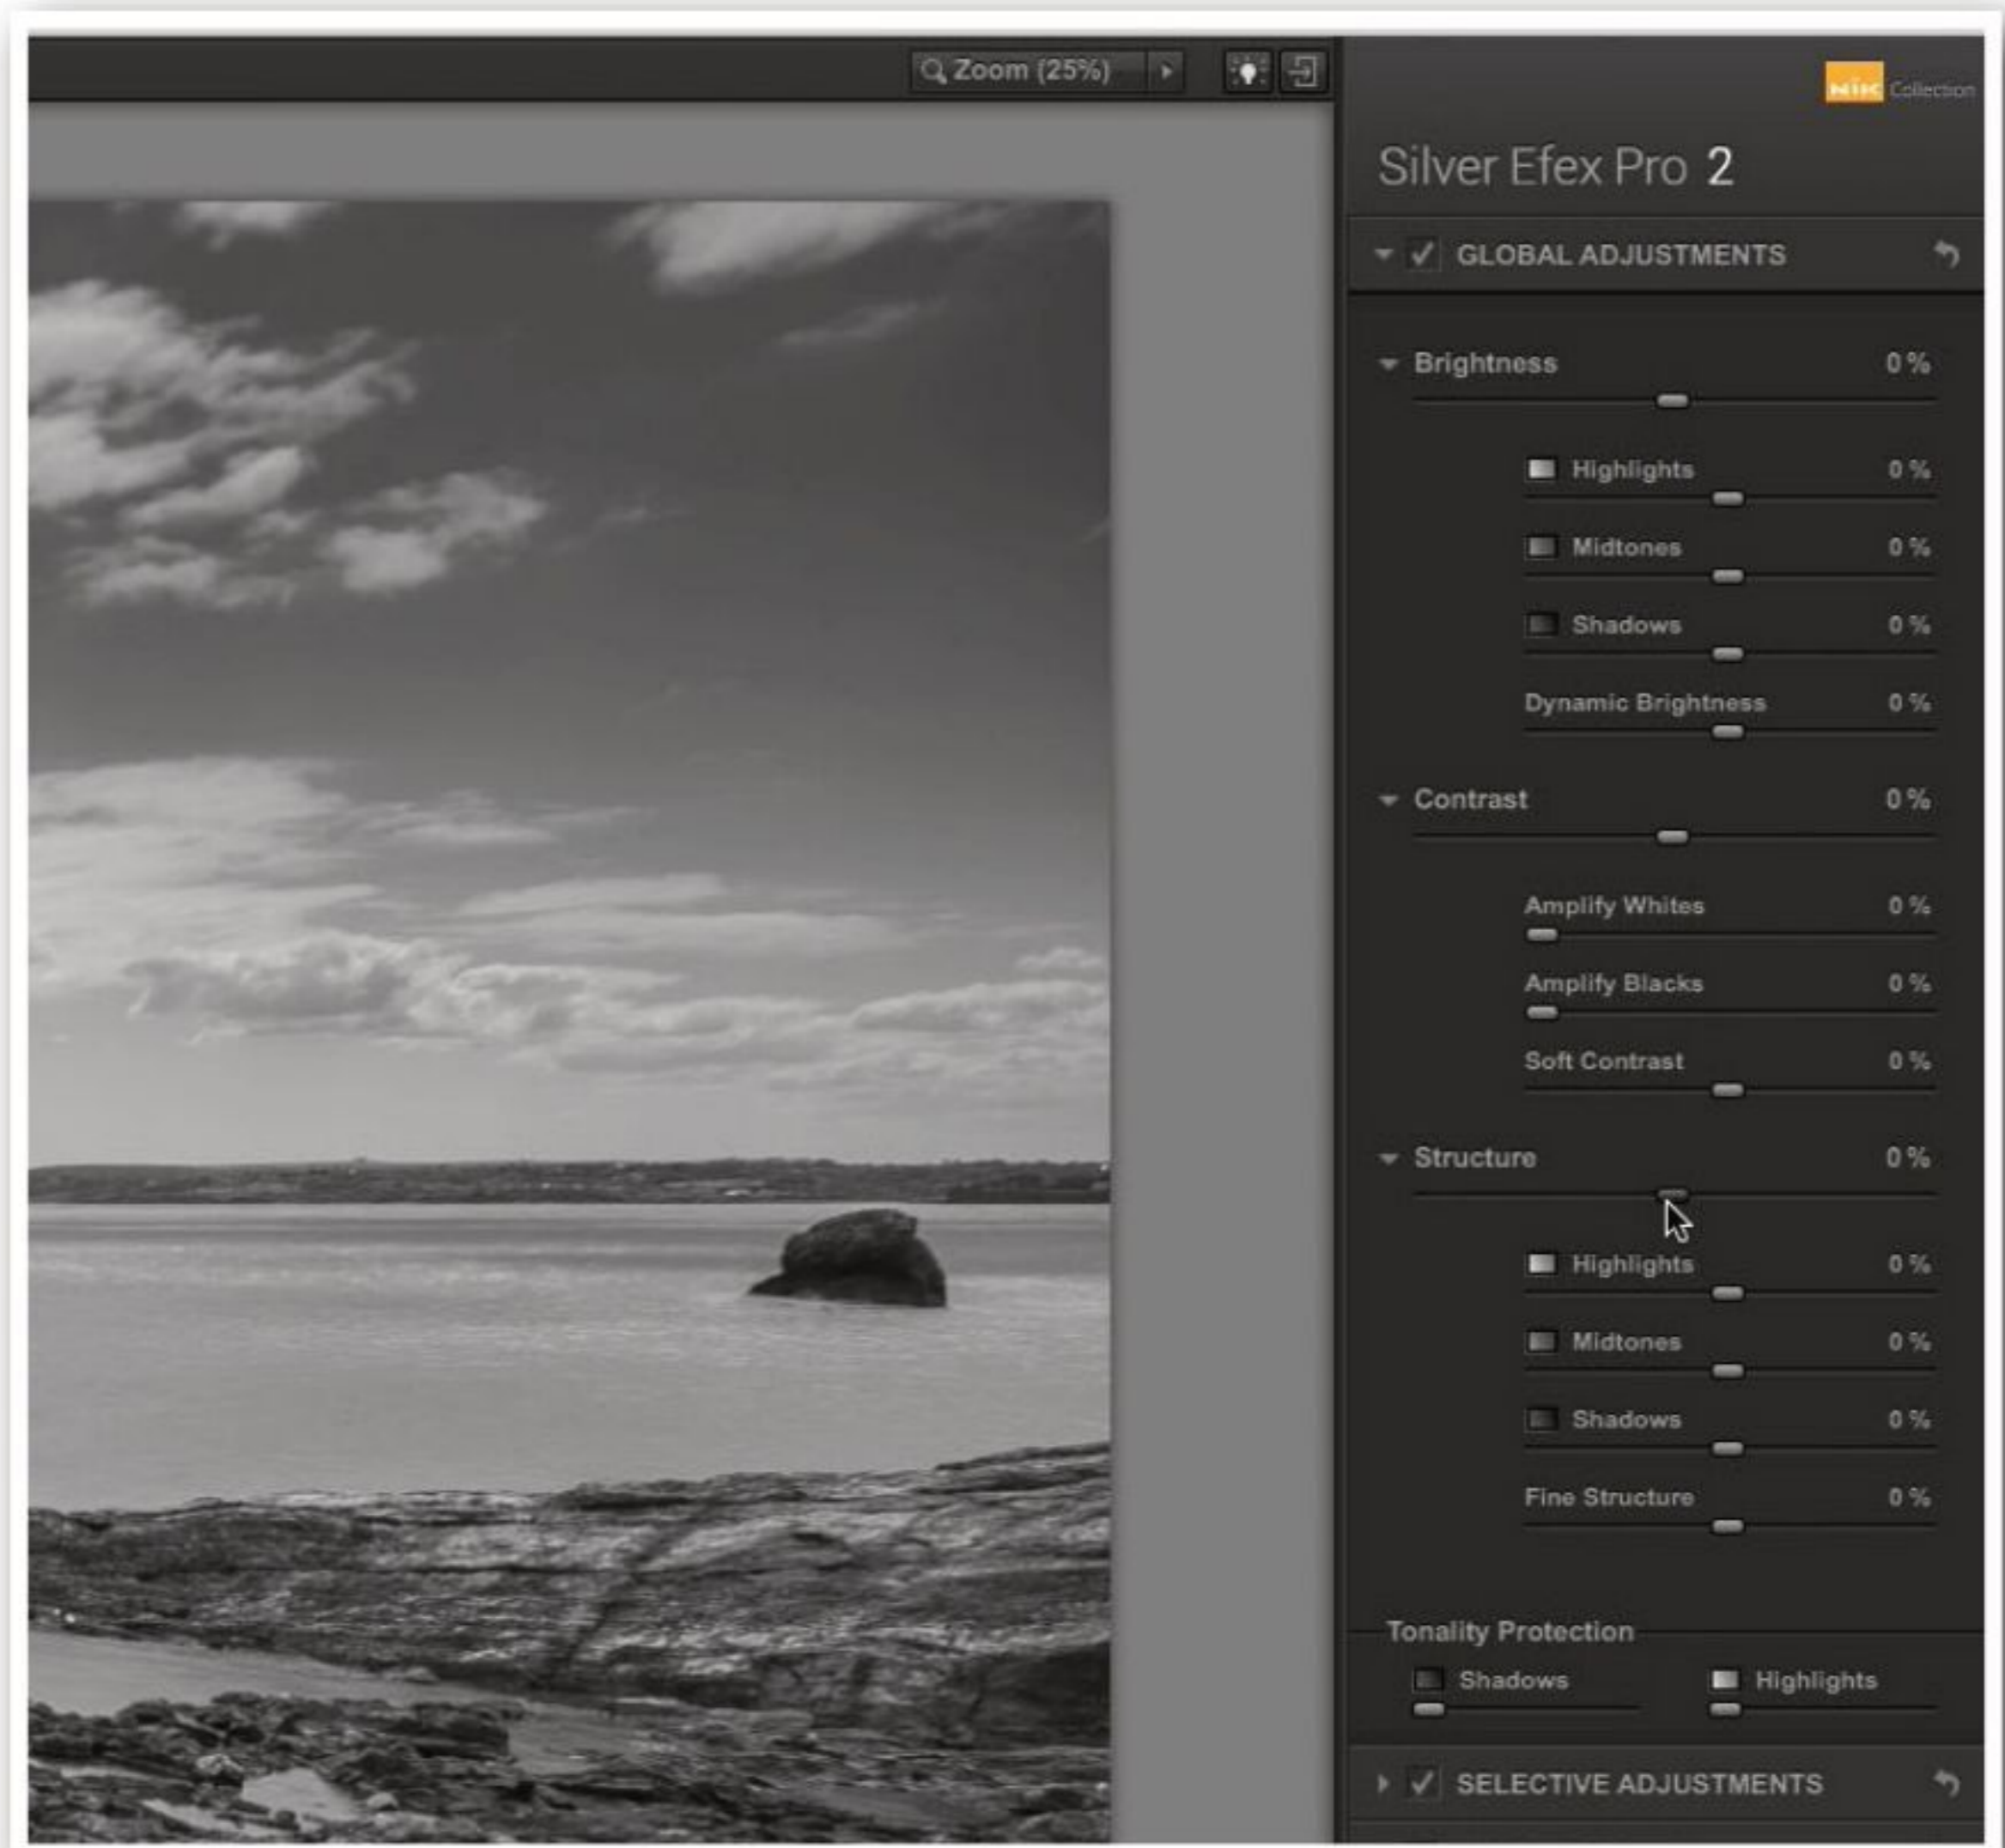 Zoom (25%)
Nik Collection
Silver Efex Pro 2
GLOBAL ADJUSTMENTS
Brightness 0 %
Highlights 0 %
Midtones 0 %
Shadows 0 %
Dynamic Brightness 0 %
Contrast 0 %
Amplify Whites 0 %
Amplify Blacks 0 %
Soft Contrast 0 %
Structure 0 %
Highlights 0 %
Midtones 0 %
Shadows 0 %
Fine Structure 0 %
Tonality Protection
Shadows Highlights
SELECTIVE ADJUSTMENTS